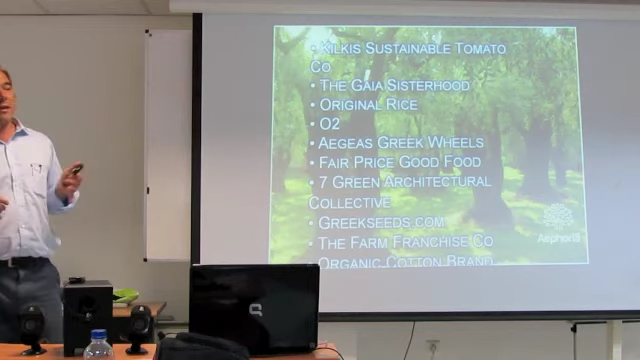 • Kilkis Sustainable Tomato
Co
• The Gaia Sisterhood
• Original Rice
• O2
• Aegeas Greek Wheels
• Fair Price Good Food
• 7 Green Architectural
Collective
• Greekseeds.com
• The Farm Franchise Co
• Organic Cotton Brand
Aephoria